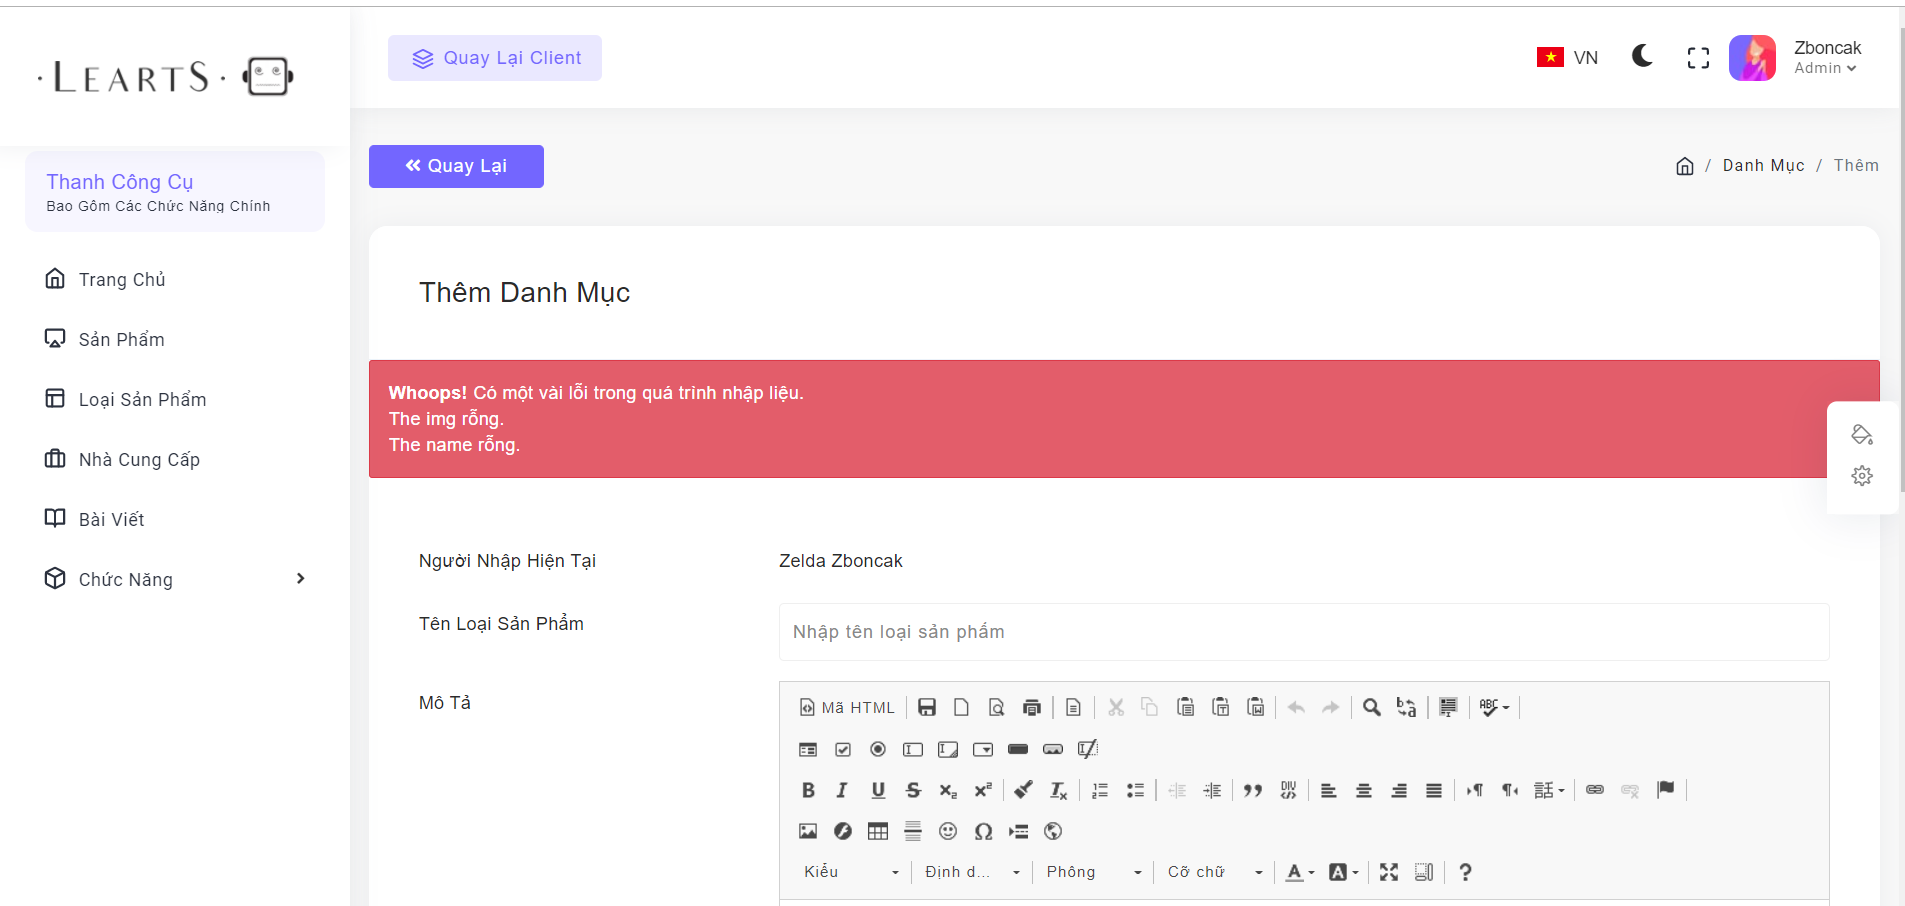 · LEARTS ·
Quay Lại Client
VN
Zboncak
Admin
Thanh Công Cụ
Bao Gôm Các Chức Năng Chính
Trang Chủ
Sản Phẩm
Loại Sản Phẩm
Nhà Cung Cấp
Bài Viết
Chức Năng
Quay Lại
/ Danh Mục / Thêm
Thêm Danh Mục
Whoops! Có một vài lỗi trong quá trình nhập liệu.
The img rỗng.
The name rỗng.
Người Nhập Hiện Tại
Zelda Zboncak
Tên Loại Sản Phẩm
Nhập tên loại sản phẩm
Mô Tả
Mã HTML
Kiểu
Định d...
Phông
Cỡ chữ